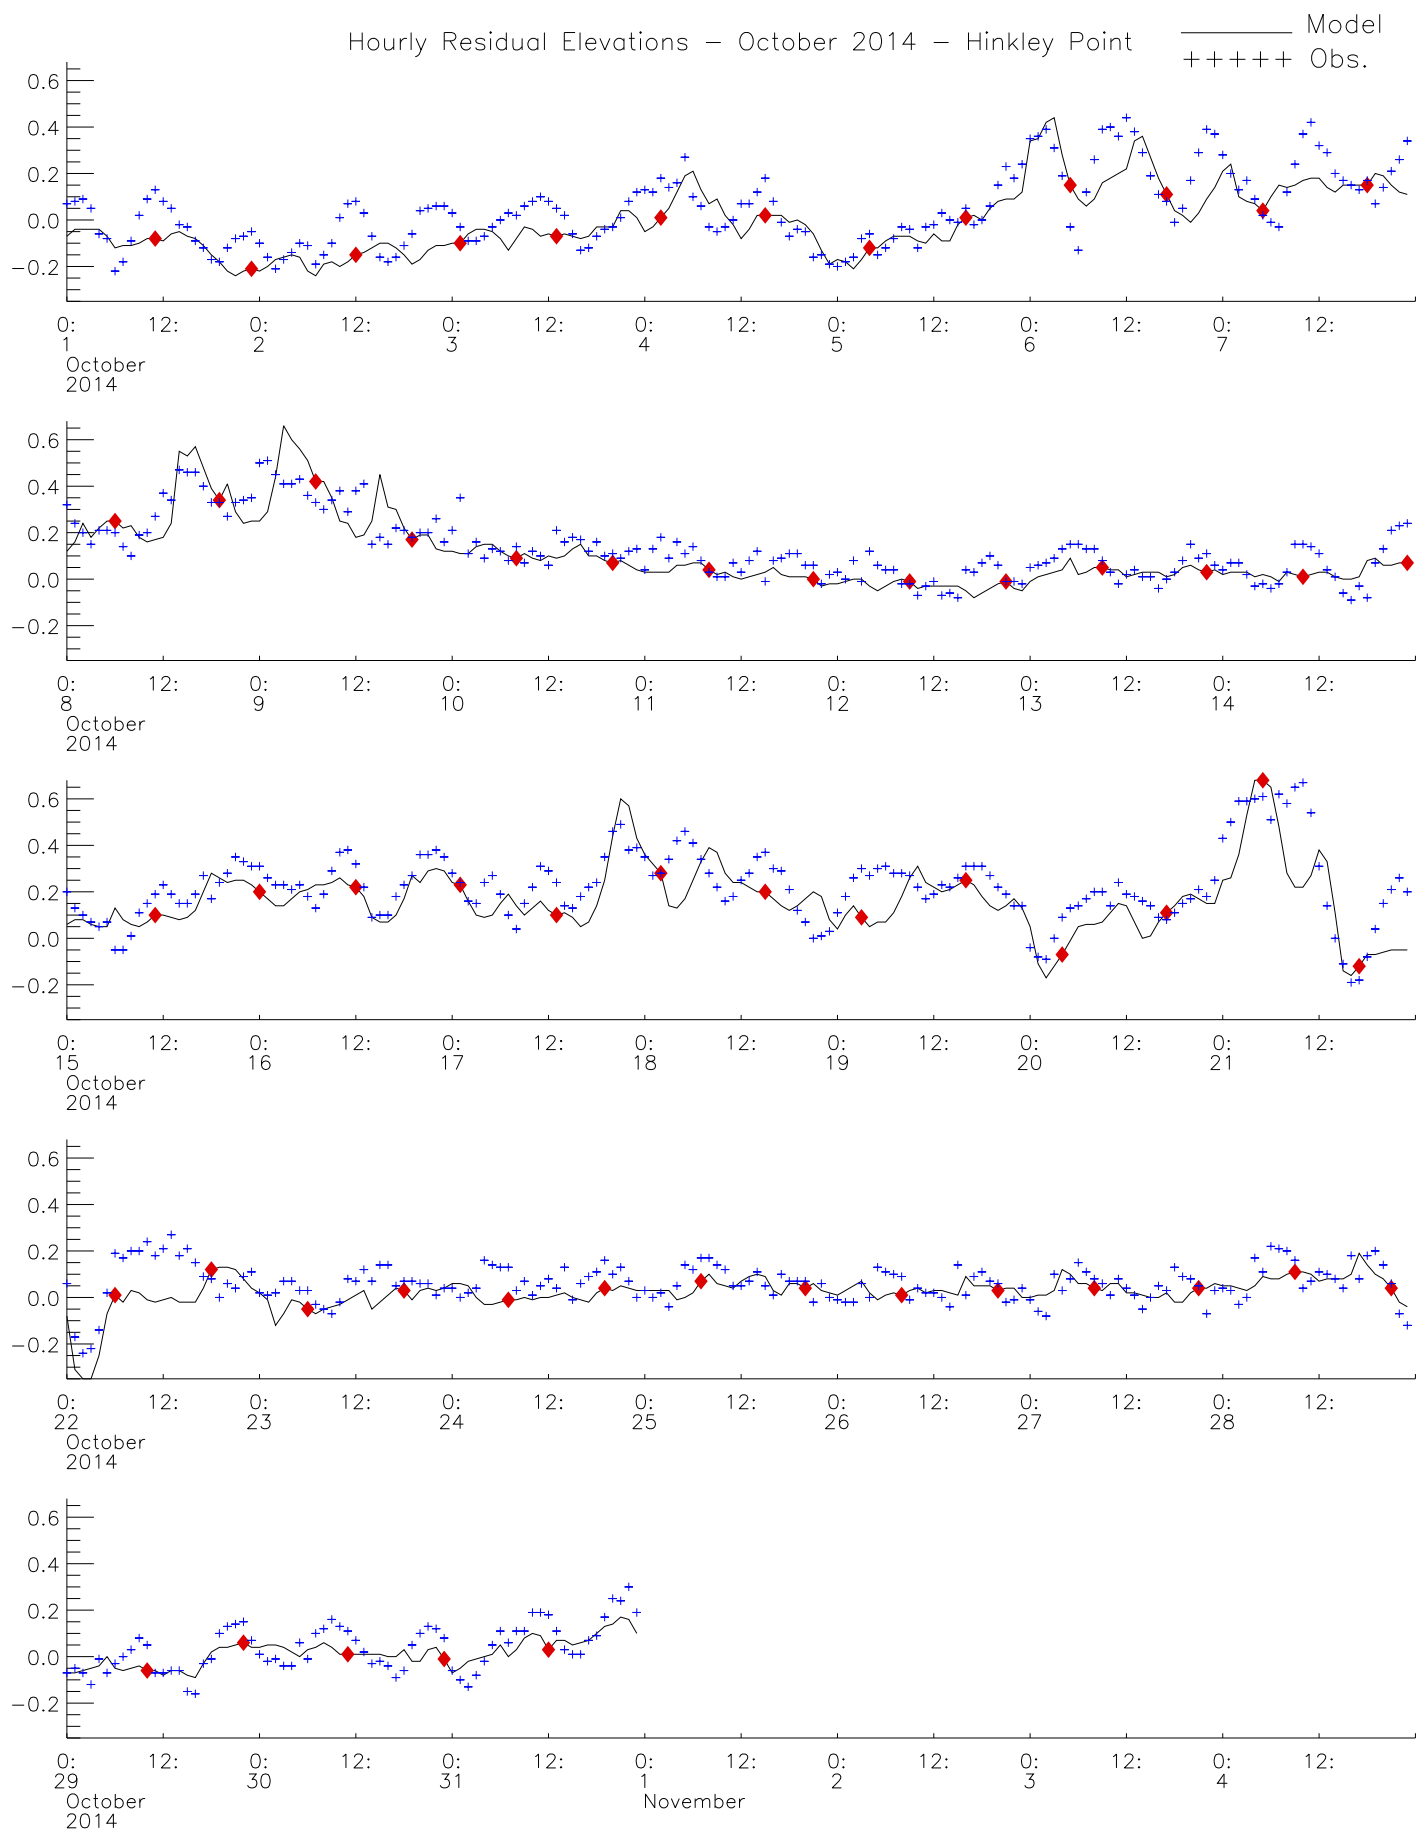 Hourly Residual Elevations – October 2014 – Hinkley Point
Model
+++++ Obs.
0.6
0.4
0.2
0.0
−0.2
0: 12: 0: 12: 0: 12: 0: 12: 0: 12: 0: 12: 0: 12:
1 2 3 4 5 6 7
October
2014
0.6
0.4
0.2
0.0
−0.2
0: 12: 0: 12: 0: 12: 0: 12: 0: 12: 0: 12: 0: 12:
8 9 10 11 12 13 14
October
2014
0.6
0.4
0.2
0.0
−0.2
0: 12: 0: 12: 0: 12: 0: 12: 0: 12: 0: 12: 0: 12:
15 16 17 18 19 20 21
October
2014
0.6
0.4
0.2
0.0
−0.2
0: 12: 0: 12: 0: 12: 0: 12: 0: 12: 0: 12: 0: 12:
22 23 24 25 26 27 28
October
2014
0.6
0.4
0.2
0.0
−0.2
0: 12: 0: 12: 0: 12: 0: 12: 0: 12: 0: 12: 0: 12:
29 30 31 1 2 3 4
October November
2014